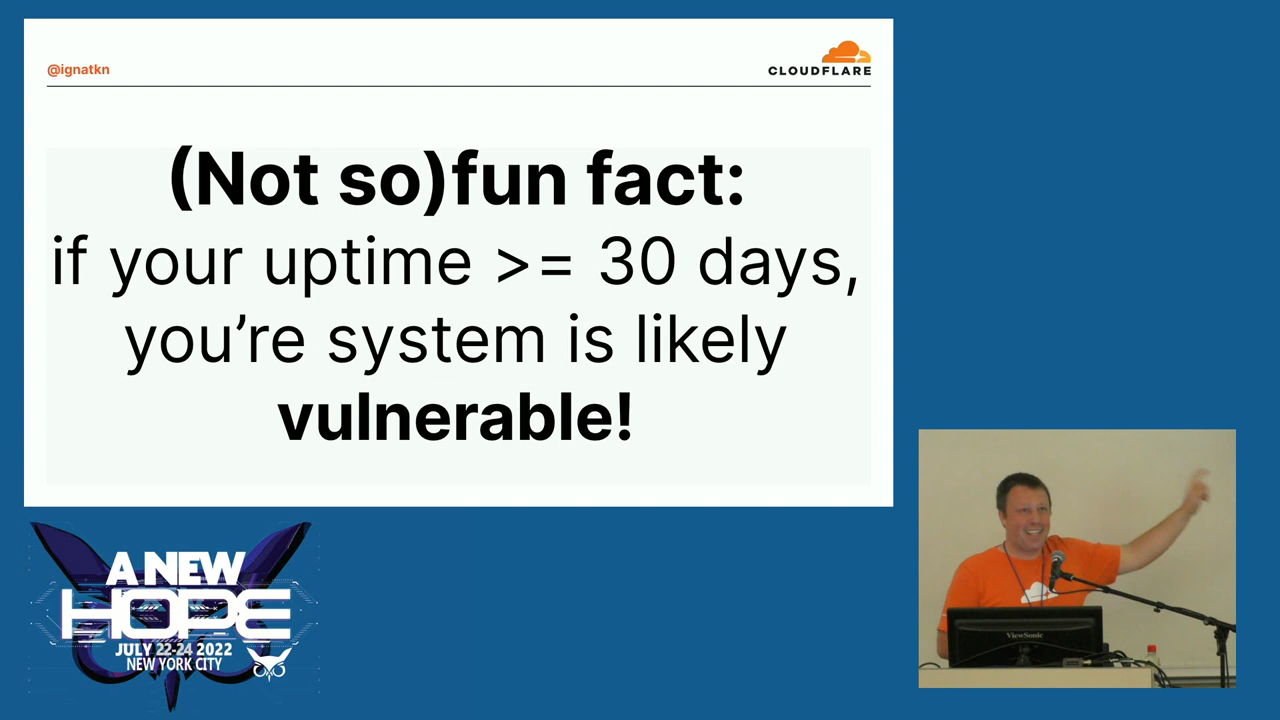 @ignatkn
CLOUDFLARE
(Not so)fun fact:
if your uptime >= 30 days,
you’re system is likely
vulnerable!
A NEW
HOPE
JULY 22-24 2022
NEW YORK CITY
ViewSonic